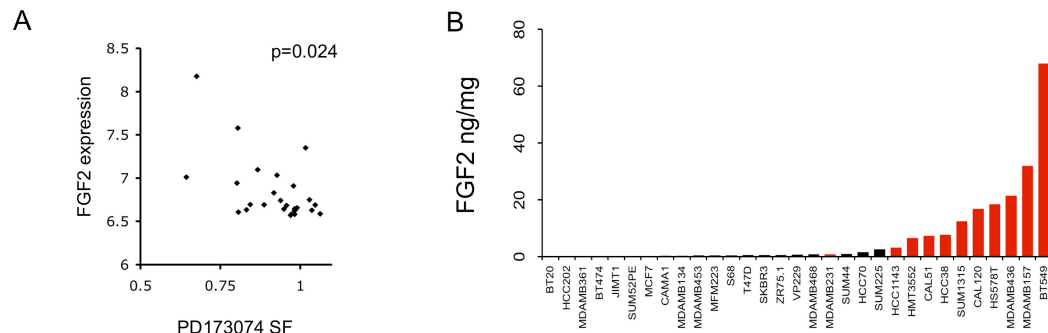 A
p=0.024
8.5
8
7.5
7
6.5
6
0.5
0.75
1
FGF2 expression
PD173074 SF
B
80
60
40
20
0
FGF2 ng/mg
BT20
HCC202
MDAMB361
BT474
JIMT1
SUM52PE
MCF7
CAMA1
MDAMB134
MDAMB453
MFM223
S68
T47D
SKBR3
ZR75.1
VP229
MDAMB468
MDAMB231
SUM44
HCC70
SUM225
HCC1143
HMT3552
CAL51
HCC38
SUM1315
CAL120
HS578T
MDAMB436
MDAMB157
BT549